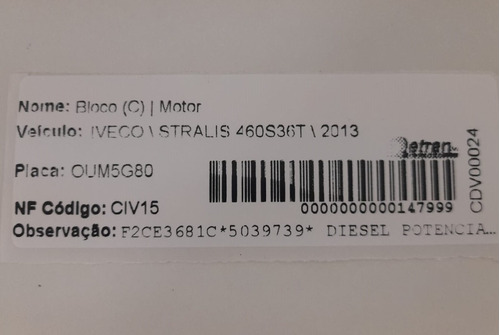 Nome: Bloco (C) | Motor
Veículo: IVECO \ STRALIS 460S36T \ 2013
Detran
Placa: OUM5G80
NF Código: CIV15
0000000000147999
CDV00024
Observação: F2CE3681C*5039739* DIESEL POTENCIA...